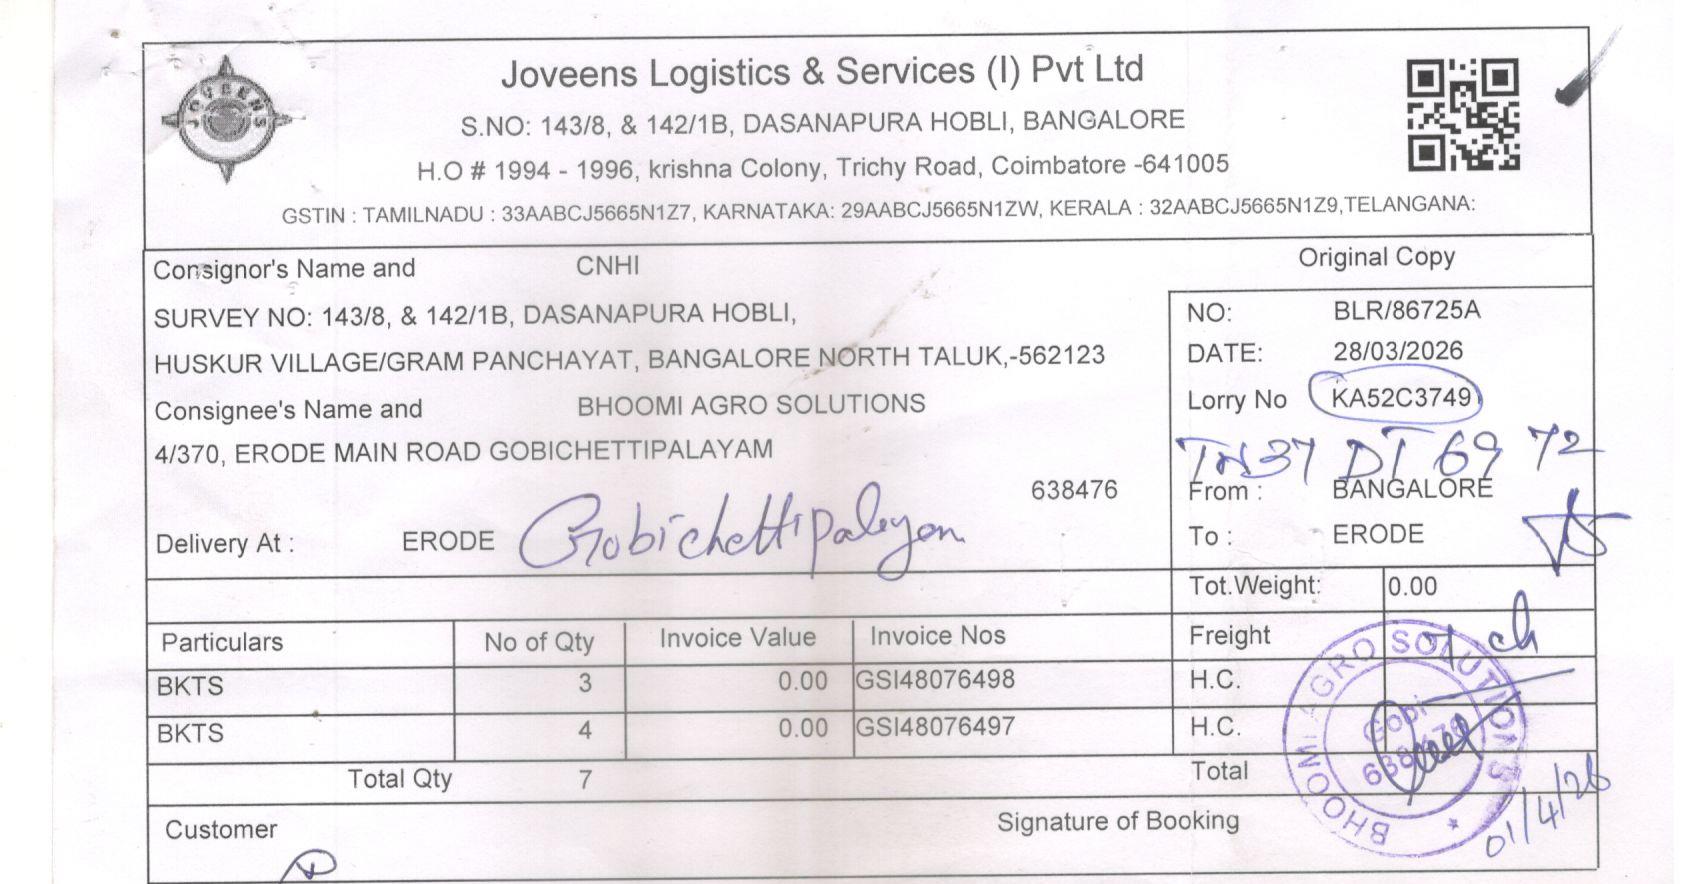 Joveens Logistics & Services (I) Pvt Ltd
S.NO: 143/8, & 142/1B, DASANAPURA HOBLI, BANGALORE
H.O # 1994 - 1996, krishna Colony, Trichy Road, Coimbatore -641005
GSTIN : TAMILNADU : 33AABCJ5665N1Z7, KARNATAKA: 29AABCJ5665N1ZW, KERALA : 32AABCJ5665N1Z9,TELANGANA:
JOVEENS
Consignor's Name and CNHI
Original Copy
SURVEY NO: 143/8, & 142/1B, DASANAPURA HOBLI,
HUSKUR VILLAGE/GRAM PANCHAYAT, BANGALORE NORTH TALUK,-562123
Consignee's Name and BHOOMI AGRO SOLUTIONS
4/370, ERODE MAIN ROAD GOBICHETTIPALAYAM
638476
Delivery At : ERODE Gobichettipalayam
NO: BLR/86725A
DATE: 28/03/2026
Lorry No KA52C3749
TN37 DT 69 72
From : BANGALORE
To : ERODE
Tot.Weight: 0.00
Particulars No of Qty Invoice Value Invoice Nos Freight
BKTS 3 0.00 GSI48076498 H.C.
BKTS 4 0.00 GSI48076497 H.C.
Total Qty 7 Total
BHOOMI AGRO SOLUTIONS
Gobi
01/4/26
Customer Signature of Booking